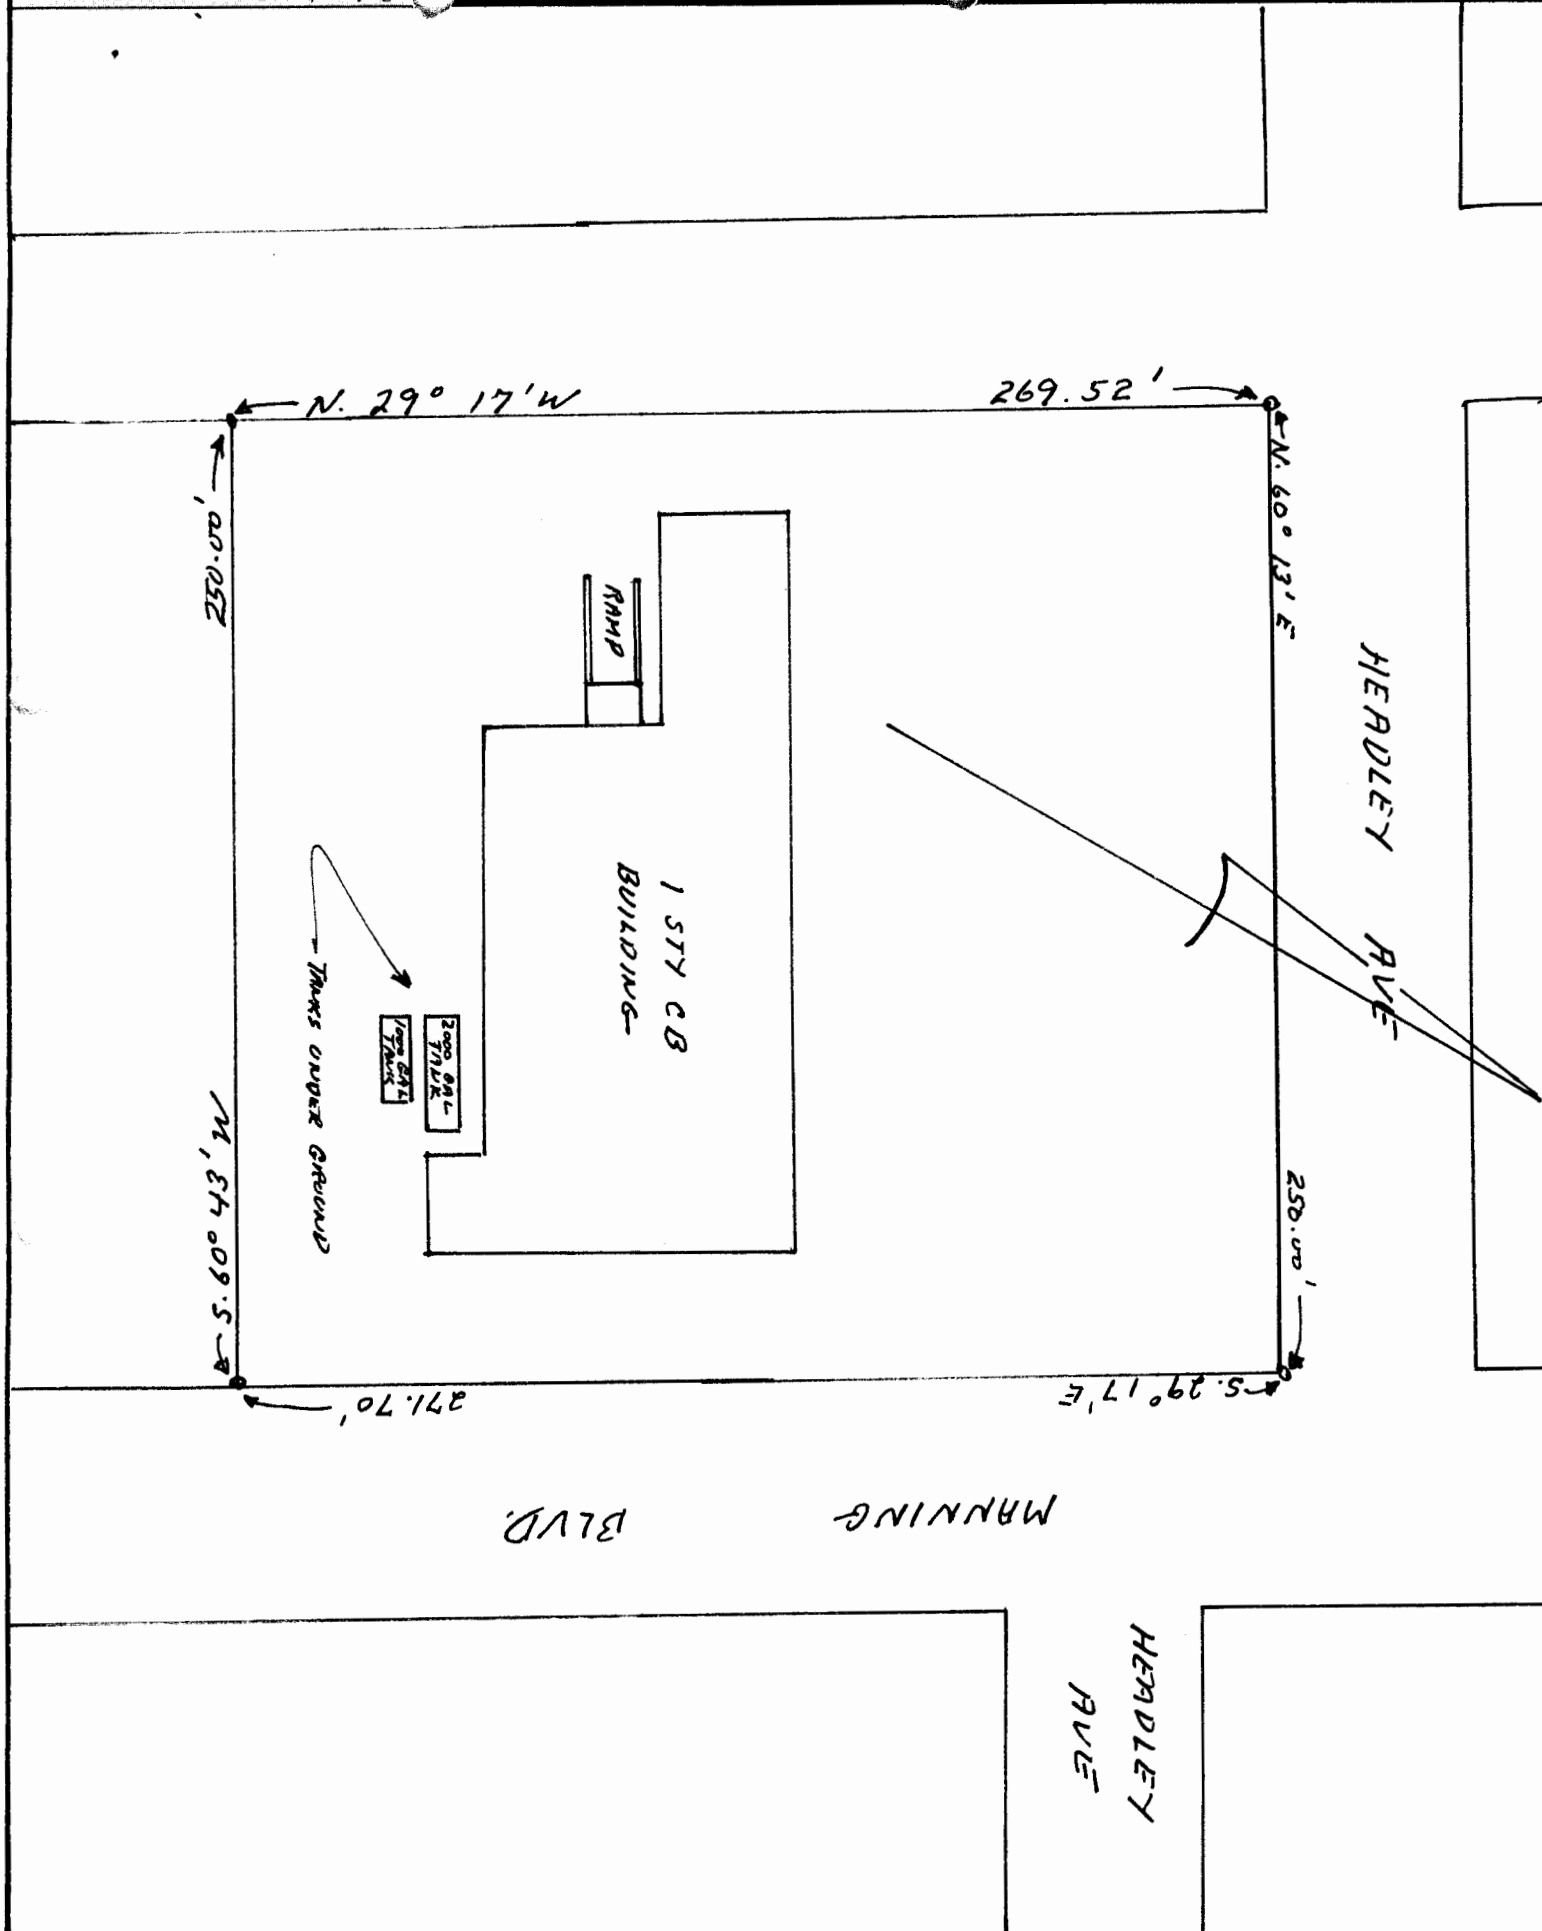 N. 29° 17' W
269.52'
N. 60° 13' E
250.00'
HEADLEY AVE
RAMP
1 STY CB
BUILDING
2000 GAL
TANK
1000 GAL
TANK
TANKS UNDER GROUND
250.00'
S. 60° 43' W
271.70'
S. 29° 17' E
MANNING BLVD.
HEADLEY
AVE